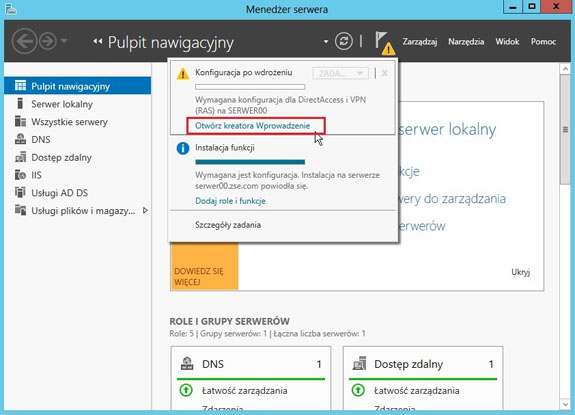 Menedżer serwera
Pulpit nawigacyjny
Zarządzaj Narzędzia Widok Pomoc
Pulpit nawigacyjny
Serwer lokalny
Wszystkie serwery
DNS
Dostęp zdalny
IIS
Usługi AD DS
Usługi plików i magazy...
Konfiguracja po wdrożeniu
ZADA...
X
Wymagana konfiguracja dla DirectAccess i VPN
(RAS) na SERWER00
Otwórz kreatora Wprowadzenie
Instalacja funkcji
Wymagana jest konfiguracja. Instalacja na serwerze
serwer00.zse.com powiodła się.
Dodaj role i funkcje
Szczegóły zadania
serwer lokalny
kcje
wery do zarządzania
erwerów
DOWIEDZ SIĘ
WIĘCEJ
Ukryj
ROLE I GRUPY SERWERÓW
Role: 5 | Grupy serwerów: 1 | Łączna liczba serwerów: 1
DNS 1
Łatwość zarządzania
Zdarzenia
Dostęp zdalny 1
Łatwość zarządzania
Zdarzenia